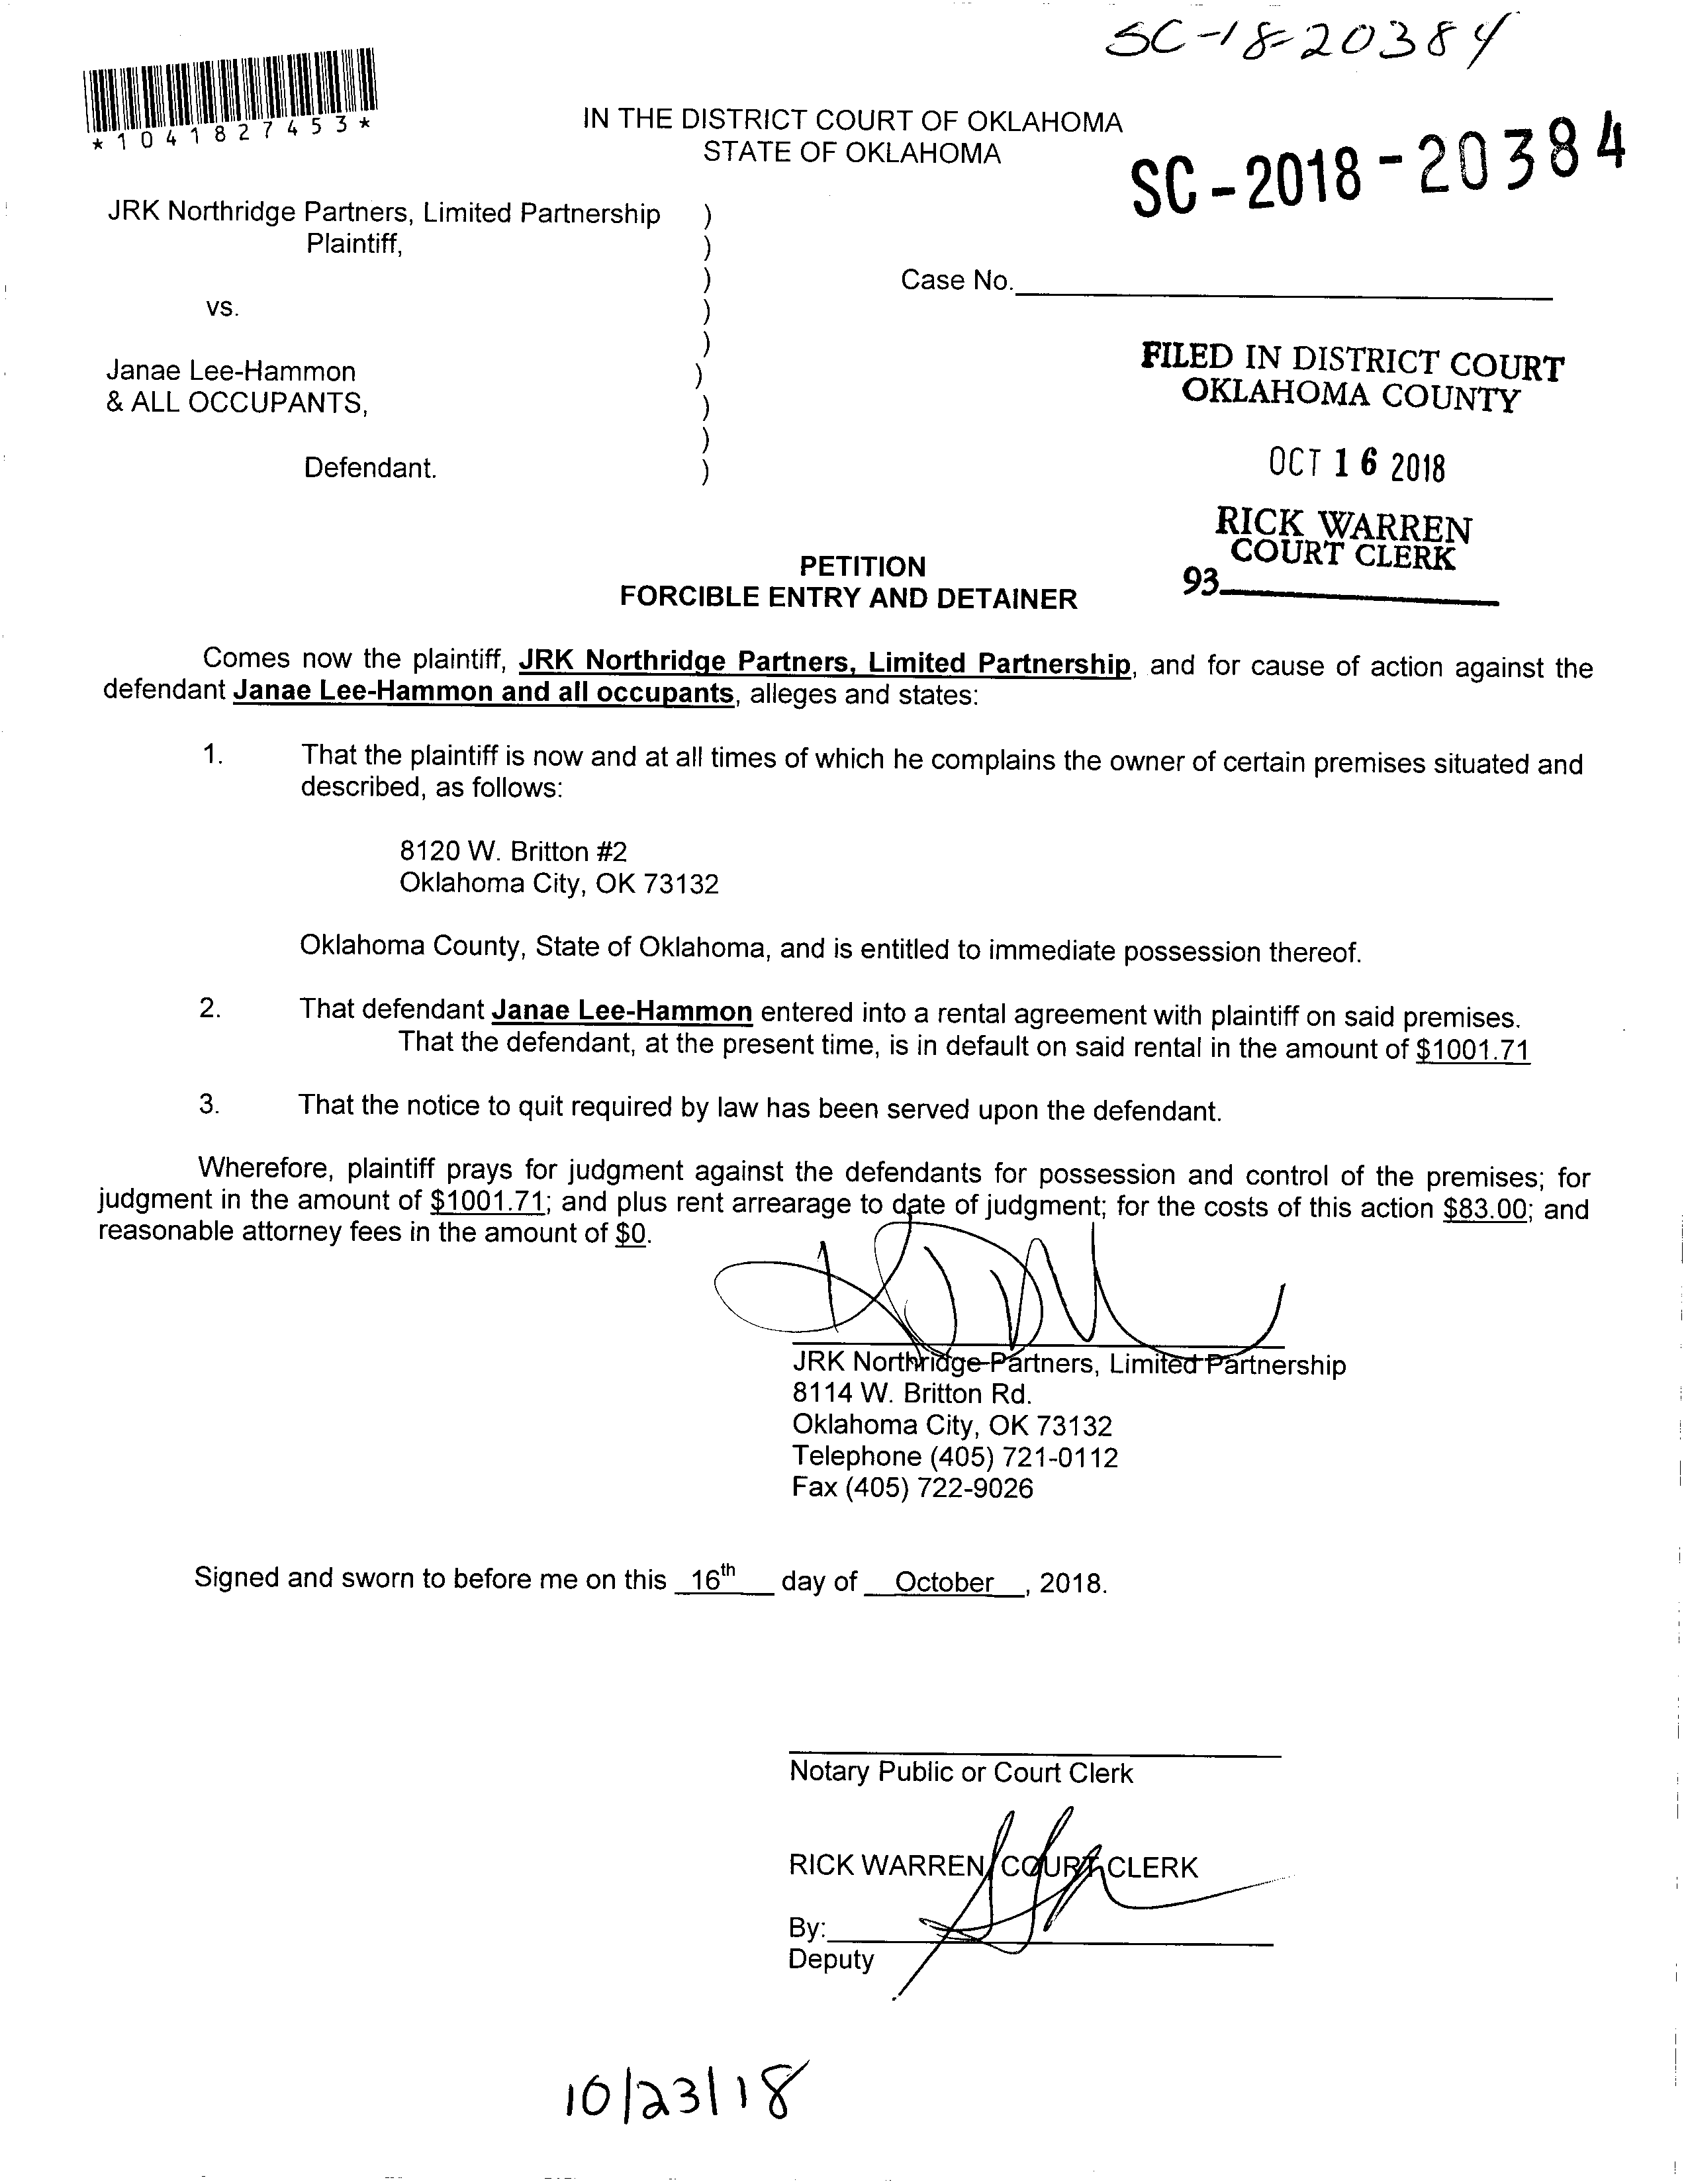 SC-18-20384
*1041827453*
IN THE DISTRICT COURT OF OKLAHOMA
STATE OF OKLAHOMA
SC-2018-20384
JRK Northridge Partners, Limited Partnership )
Plaintiff, )
)
Case No.
vs. )
)
Janae Lee-Hammon )
& ALL OCCUPANTS, )
)
Defendant. )
FILED IN DISTRICT COURT
OKLAHOMA COUNTY
OCT 16 2018
RICK WARREN
COURT CLERK
93
PETITION
FORCIBLE ENTRY AND DETAINER
Comes now the plaintiff, JRK Northridge Partners, Limited Partnership, and for cause of action against the
defendant Janae Lee-Hammon and all occupants, alleges and states:
1. That the plaintiff is now and at all times of which he complains the owner of certain premises situated and
described, as follows:
8120 W. Britton #2
Oklahoma City, OK 73132
Oklahoma County, State of Oklahoma, and is entitled to immediate possession thereof.
2. That defendant Janae Lee-Hammon entered into a rental agreement with plaintiff on said premises.
That the defendant, at the present time, is in default on said rental in the amount of $1001.71
3. That the notice to quit required by law has been served upon the defendant.
Wherefore, plaintiff prays for judgment against the defendants for possession and control of the premises; for
judgment in the amount of $1001.71; and plus rent arrearage to date of judgment; for the costs of this action $83.00; and
reasonable attorney fees in the amount of $0.
JRK Northridge Partners, Limited Partnership
8114 W. Britton Rd.
Oklahoma City, OK 73132
Telephone (405) 721-0112
Fax (405) 722-9026
Signed and sworn to before me on this 16th day of October, 2018.
Notary Public or Court Clerk
RICK WARREN, COURT CLERK
By:
Deputy
10/23/18